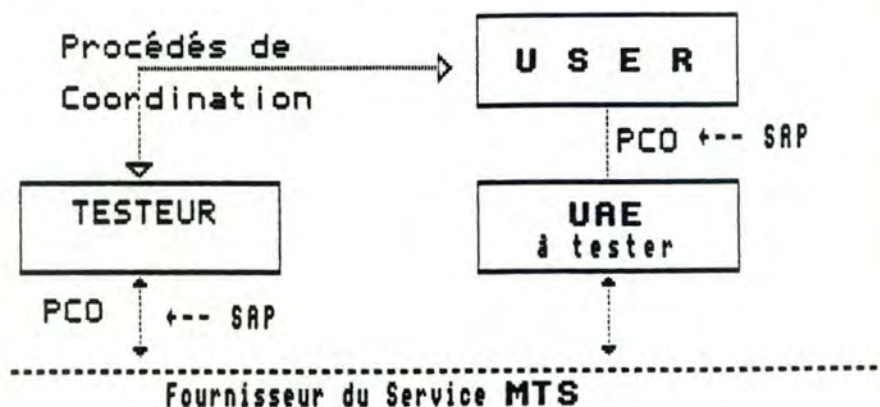 Procédés de
Coordination
U S E R
PCO ←-- SAP
TESTEUR
UAE
à tester
PCO ←-- SAP
Fournisseur du Service MTS